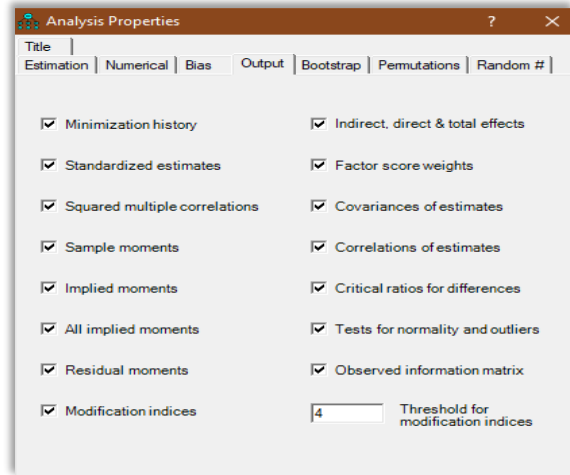 Analysis Properties
?
Title
Estimation
Numerical
Bias
Output
Bootstrap
Permutations
Random #
Minimization history
Indirect, direct & total effects
Standardized estimates
Factor score weights
Squared multiple correlations
Covariances of estimates
Sample moments
Correlations of estimates
Implied moments
Critical ratios for differences
All implied moments
Tests for normality and outliers
Residual moments
Observed information matrix
Modification indices
4
Threshold for
modification indices